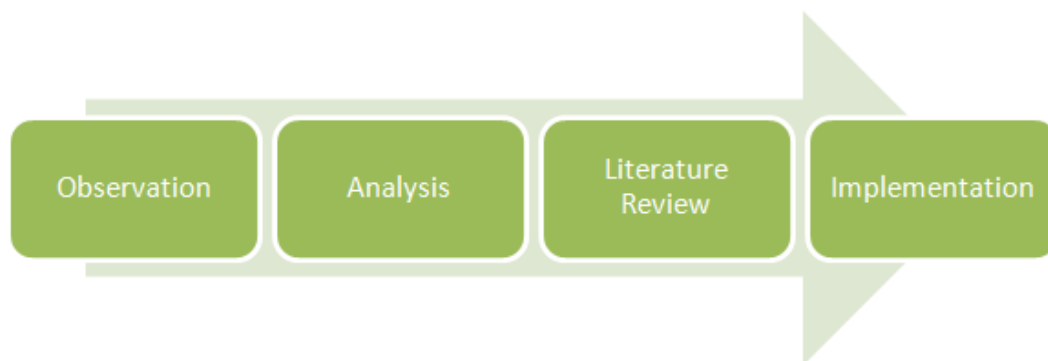 Observation
Analysis
Literature
Review
Implementation